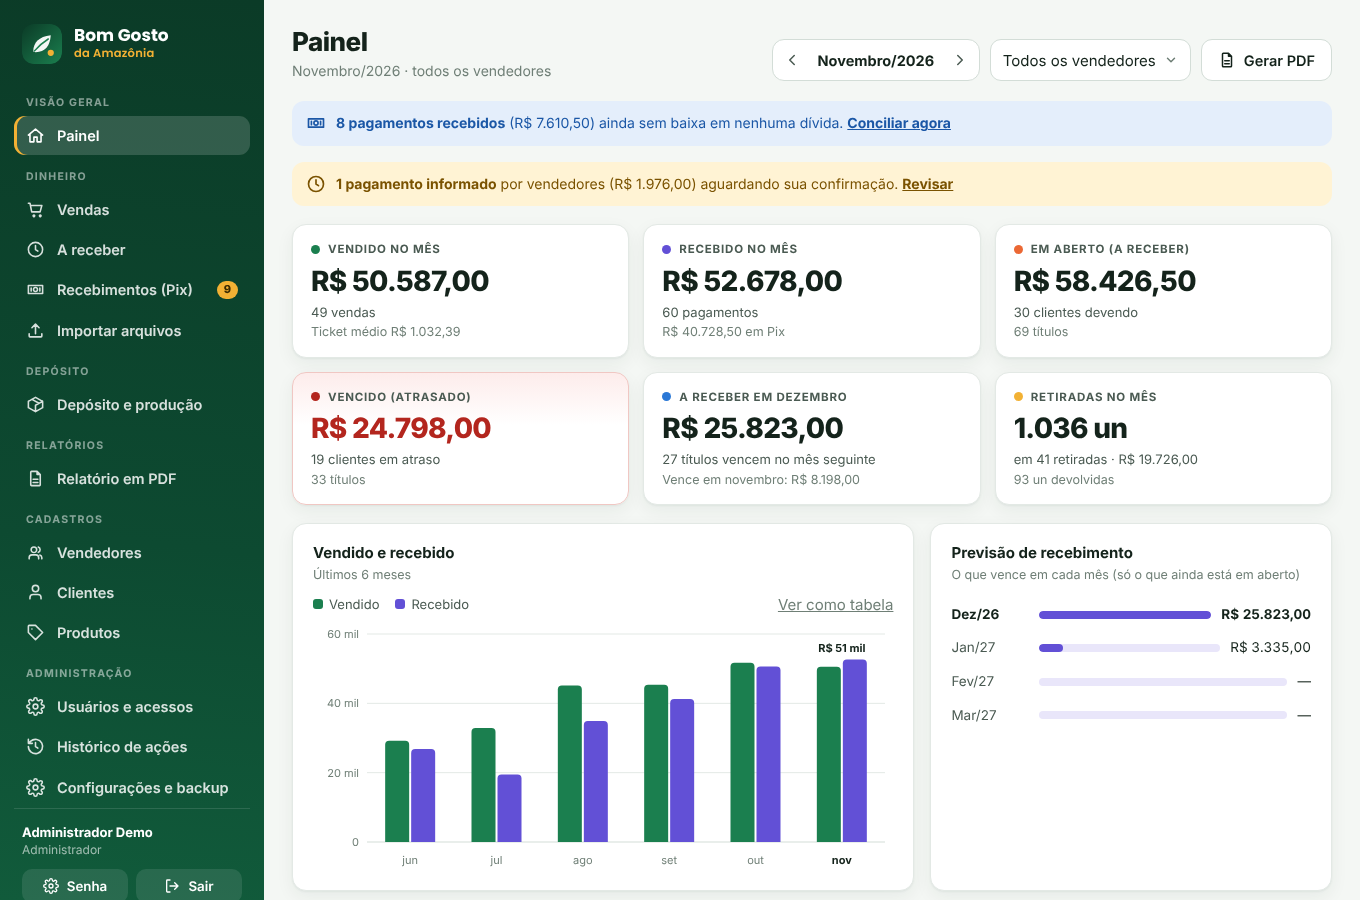 Bom Gosto
da Amazônia
VISÃO GERAL
Painel
DINHEIRO
Vendas
A receber
Recebimentos (Pix) 9
Importar arquivos
DEPÓSITO
Depósito e produção
RELATÓRIOS
Relatório em PDF
CADASTROS
Vendedores
Clientes
Produtos
ADMINISTRAÇÃO
Usuários e acessos
Histórico de ações
Configurações e backup
Administrador Demo
Administrador
Senha Sair
Painel
Novembro/2026 · todos os vendedores
Novembro/2026 Todos os vendedores Gerar PDF
8 pagamentos recebidos (R$ 7.610,50) ainda sem baixa em nenhuma dívida. Conciliar agora
1 pagamento informado por vendedores (R$ 1.976,00) aguardando sua confirmação. Revisar
VENDIDO NO MÊS
R$ 50.587,00
49 vendas
Ticket médio R$ 1.032,39
RECEBIDO NO MÊS
R$ 52.678,00
60 pagamentos
R$ 40.728,50 em Pix
EM ABERTO (A RECEBER)
R$ 58.426,50
30 clientes devendo
69 títulos
VENCIDO (ATRASADO)
R$ 24.798,00
19 clientes em atraso
33 títulos
A RECEBER EM DEZEMBRO
R$ 25.823,00
27 títulos vencem no mês seguinte
Vence em novembro: R$ 8.198,00
RETIRADAS NO MÊS
1.036 un
em 41 retiradas · R$ 19.726,00
93 un devolvidas
Vendido e recebido
Últimos 6 meses
Vendido Recebido Ver como tabela
60 mil
R$ 51 mil
40 mil
20 mil
0
jun jul ago set out nov
Previsão de recebimento
O que vence em cada mês (só o que ainda está em aberto)
Dez/26 R$ 25.823,00
Jan/27 R$ 3.335,00
Fev/27 —
Mar/27 —